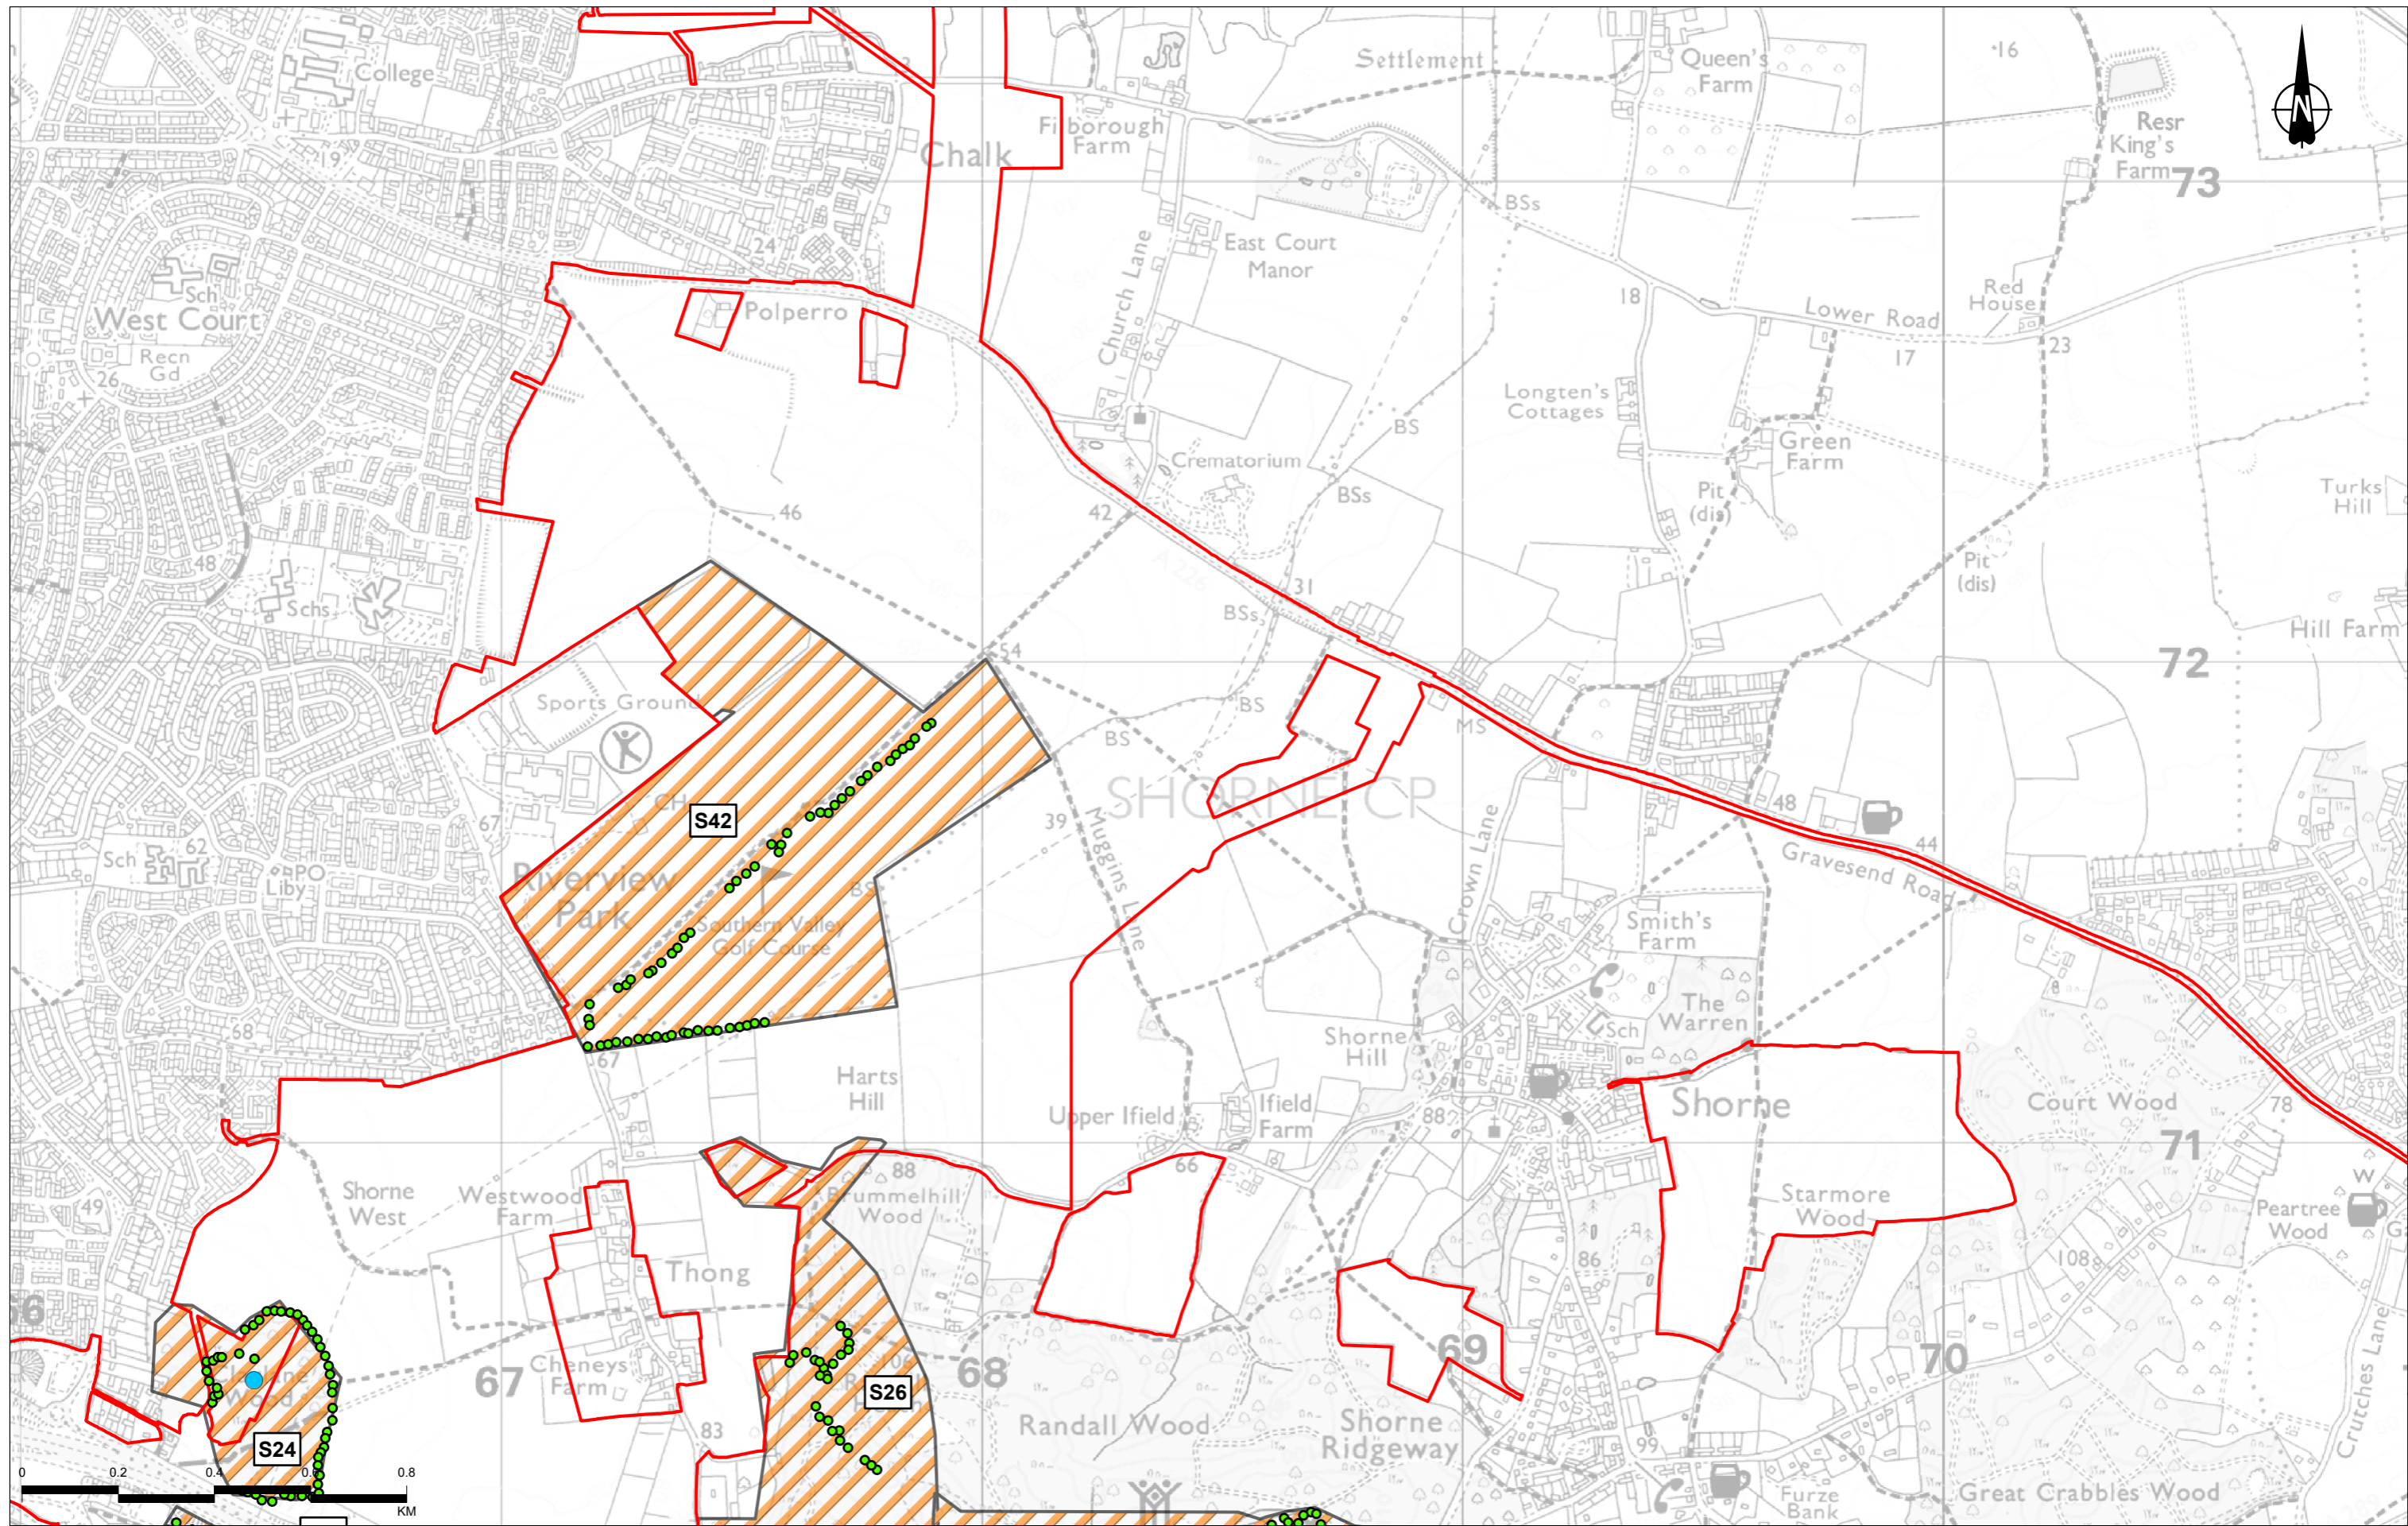 College
Settlement
Queen's
Farm
16
Resr
King's
Farm
73
N
Filborough
Farm
Chalk
19
24
BSs
East Court
Manor
Church Lane
Sch
West Court
Recn
Gd
26
31
Polperro
18
Lower Road
Red
House
17
23
Longten's
Cottages
BS
Green
Farm
Crematorium
BSs
Pit
(dis)
Turks
Hill
46
42
A 226
48
Schs
31
BSs
Pit
(dis)
Hill Farm
54
72
Sports Ground
BS
BS
MS
SHORNE CP
CH
S42
67
39
Muggins Lane
Crown Lane
48
44
Gravesend Road
Sch
62
PO
Liby
Riverview
Park
BS
Southern Valley
Golf Course
Smith's
Farm
The
Warren
Sch
68
67
Shorne
Hill
Harts
Hill
Upper Ifield
Ifield
Farm
88
Shorne
Court Wood
78
71
66
88
Shorne
West
Westwood
Farm
49
Brummelhill
Wood
Starmore
Wood
Peartree
Wood
W
86
108
Thong
67
Cheneys
Farm
68
69
70
S26
Wood
83
Randall Wood
Shorne
Ridgeway
99
Crutches Lane
S24
Furze
Bank
Great Crabbles Wood
0 0.2 0.4 0.6 0.8
KM